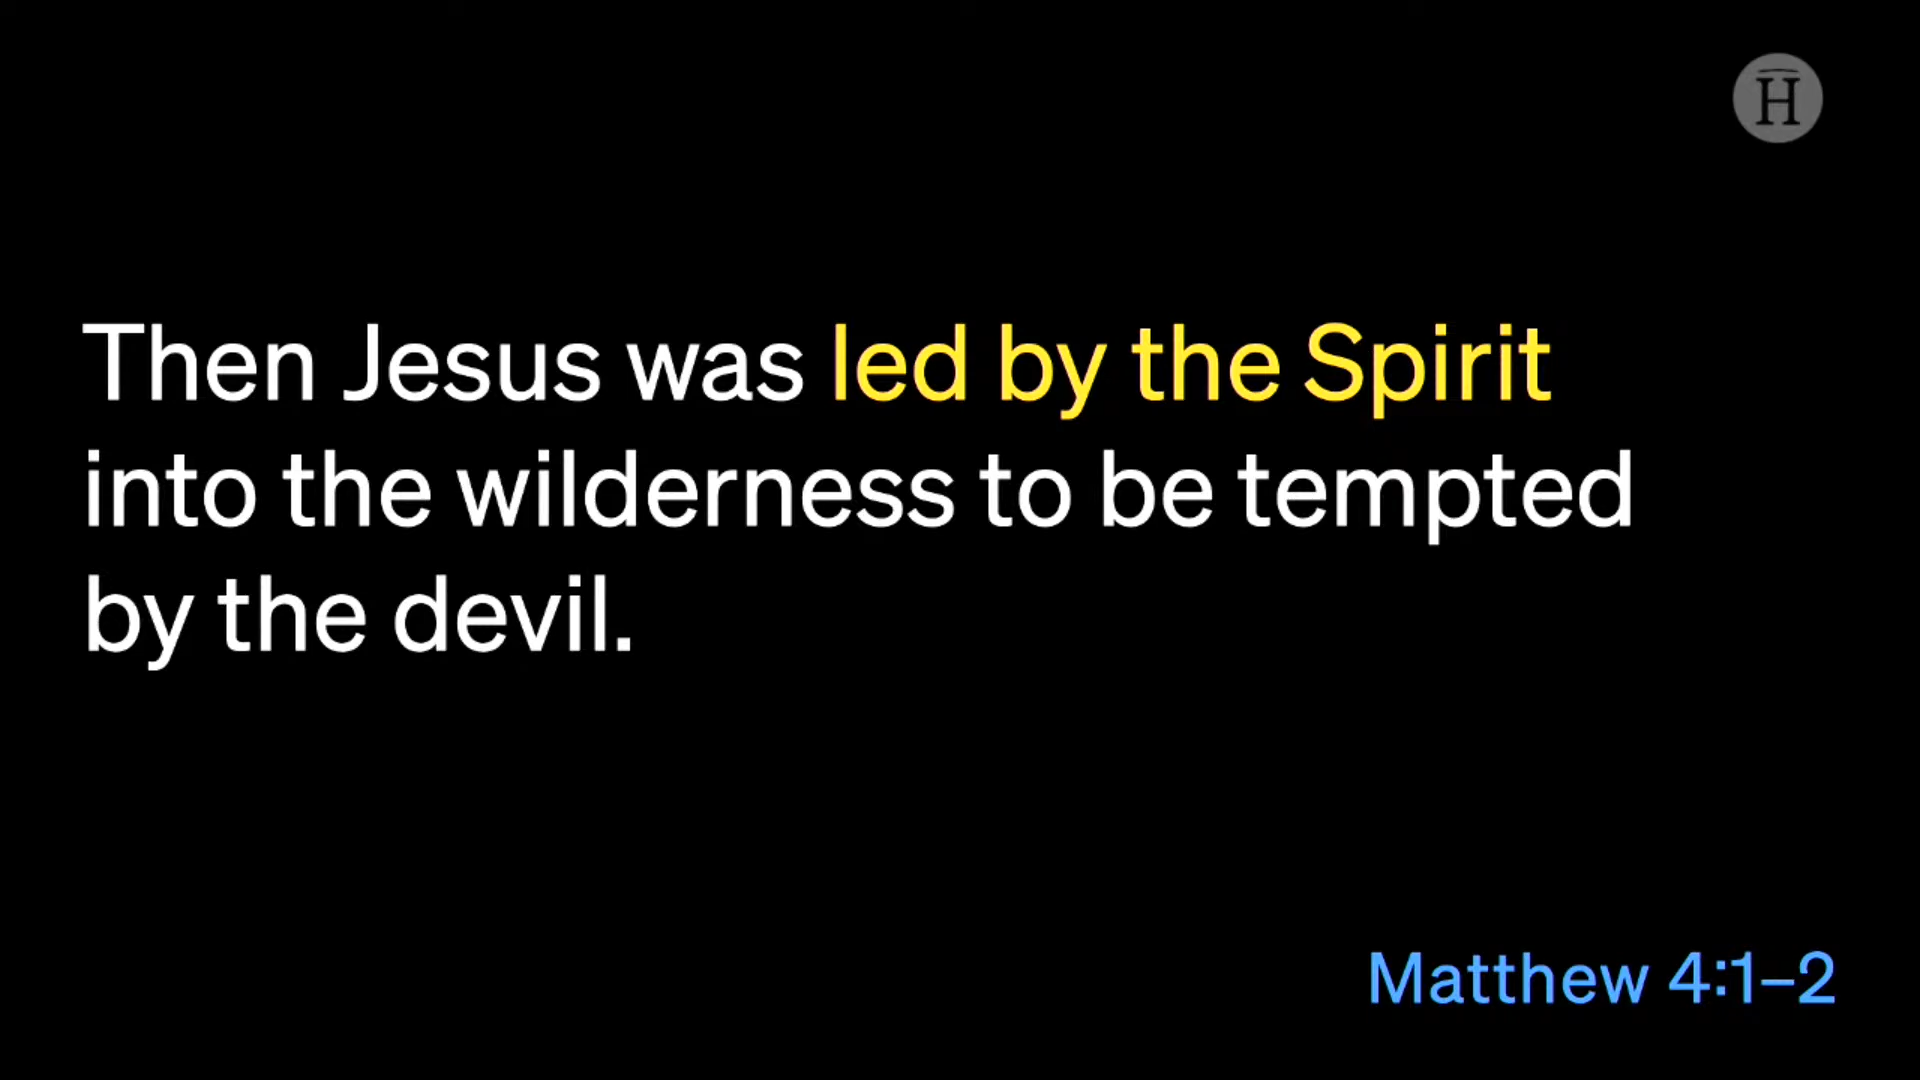 H
Then Jesus was led by the Spirit
into the wilderness to be tempted
by the devil.
Matthew 4:1–2